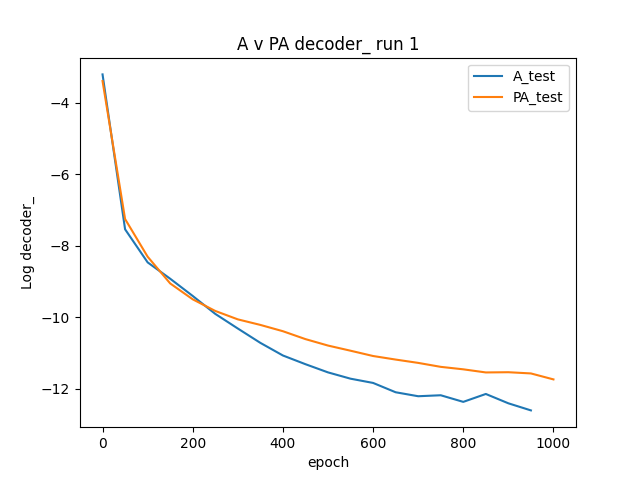 A v PA decoder_ run 1
A_test
PA_test
Log decoder_
−4
−6
−8
−10
−12
0
200
400
600
800
1000
epoch